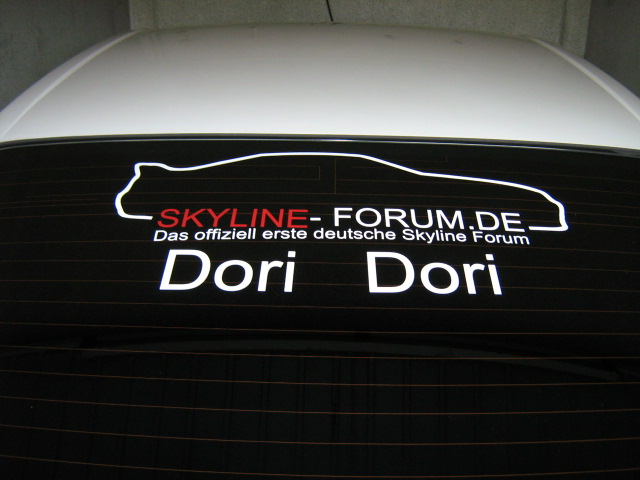 SKYLINE- FORUM.DE
Das offiziell erste deutsche Skyline Forum
Dori Dori